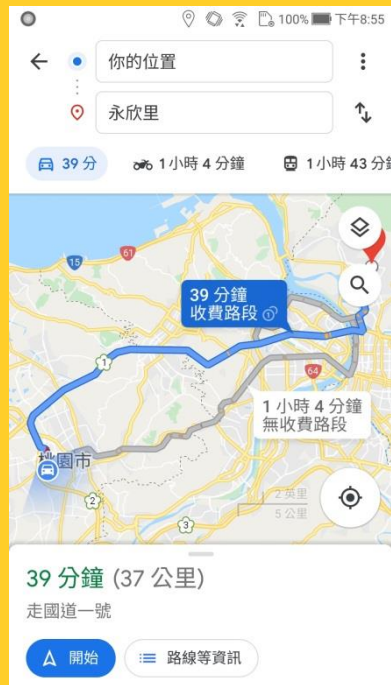 100% 下午8:55
你的位置
永欣里
39 分
1 小時 4 分鐘
1 小時 43 分
61
15
39 分鐘
收費路段
1
64
1 小時 4 分鐘
無收費路段
桃園市
2
2 英里
5 公里
3
39 分鐘 (37 公里)
走國道一號
開始
路線等資訊